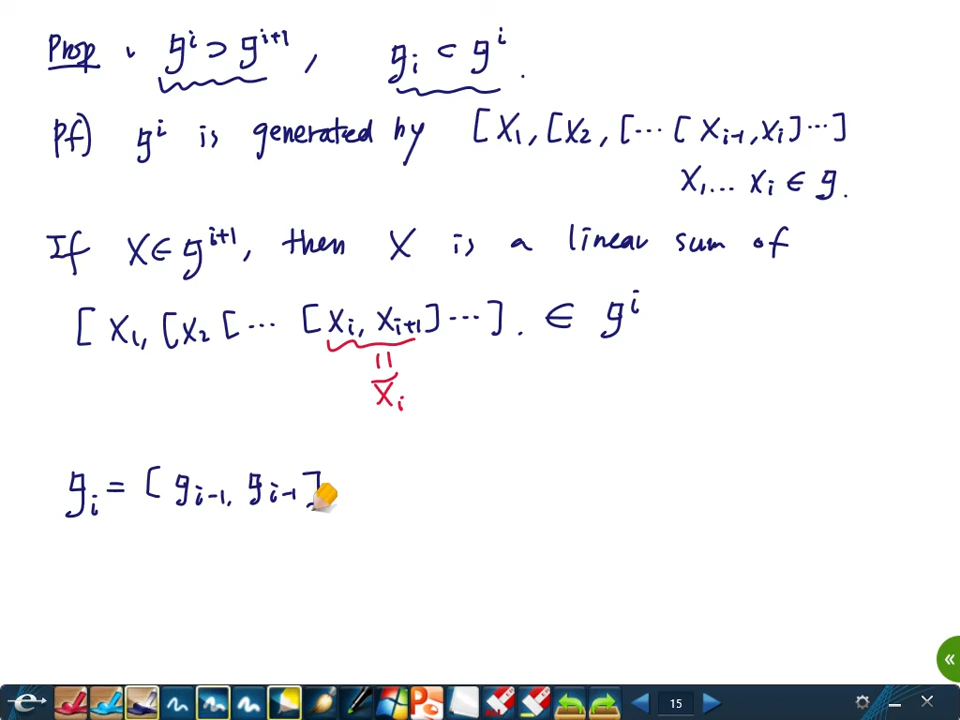 Prop. 𝔤^i ⊃ 𝔤^{i+1}, 𝔤_i ⊂ 𝔤^i.
Pf) 𝔤^i is generated by [X_1, [X_2, [⋯ [X_{i-1}, X_i] ⋯]
X_1 ⋯ X_i ∈ 𝔤.
If X ∈ 𝔤^{i+1}, then X is a linear sum of
[X_1, [X_2 [⋯ [X_i, X_{i+1}] ⋯]. ∈ 𝔤^i
||
X̄_i
𝔤_i = [𝔤_{i-1}, 𝔤_{i-1}]
15